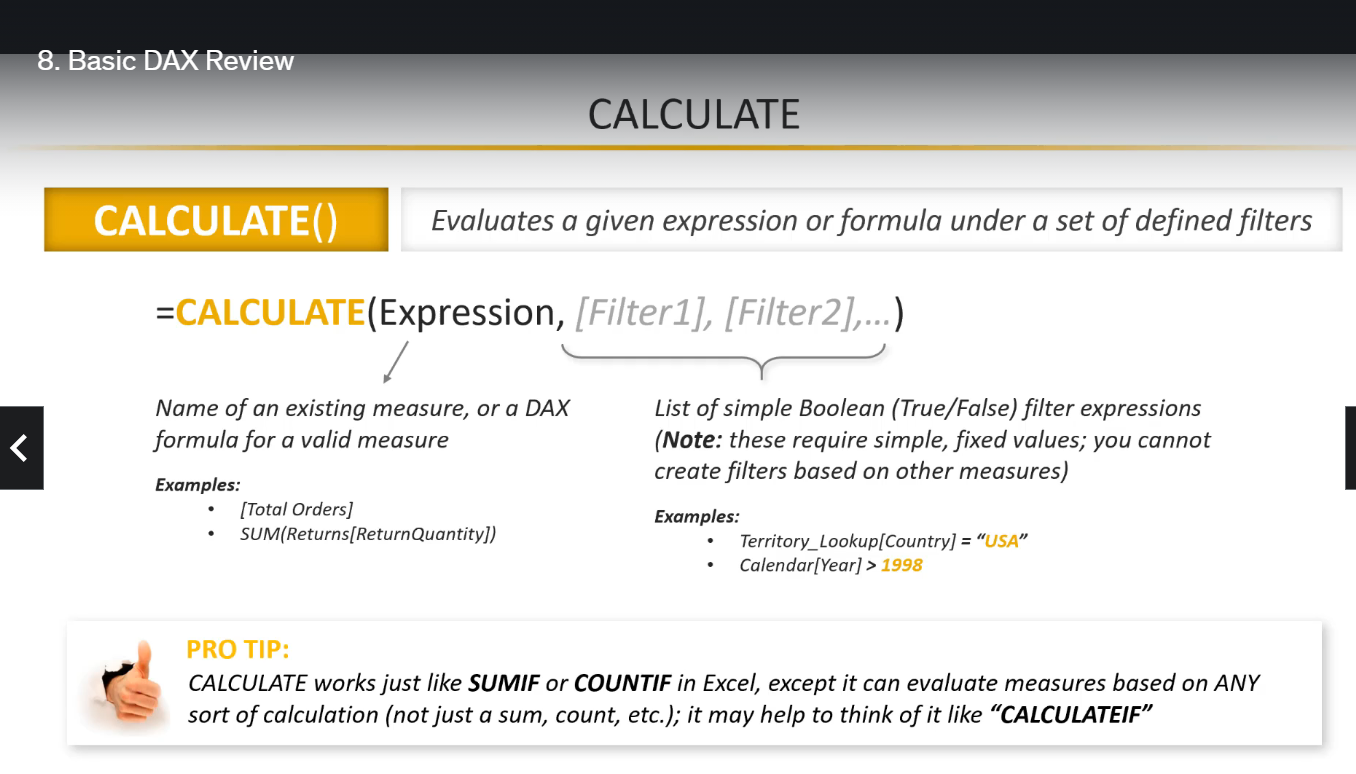 8. Basic DAX Review
CALCULATE
CALCULATE()
Evaluates a given expression or formula under a set of defined filters
=CALCULATE(Expression, [Filter1], [Filter2],...)
Name of an existing measure, or a DAX
formula for a valid measure
Examples:
• [Total Orders]
• SUM(Returns[ReturnQuantity])
List of simple Boolean (True/False) filter expressions
(Note: these require simple, fixed values; you cannot
create filters based on other measures)
Examples:
• Territory_Lookup[Country] = “USA”
• Calendar[Year] > 1998
PRO TIP:
CALCULATE works just like SUMIF or COUNTIF in Excel, except it can evaluate measures based on ANY
sort of calculation (not just a sum, count, etc.); it may help to think of it like “CALCULATEIF”